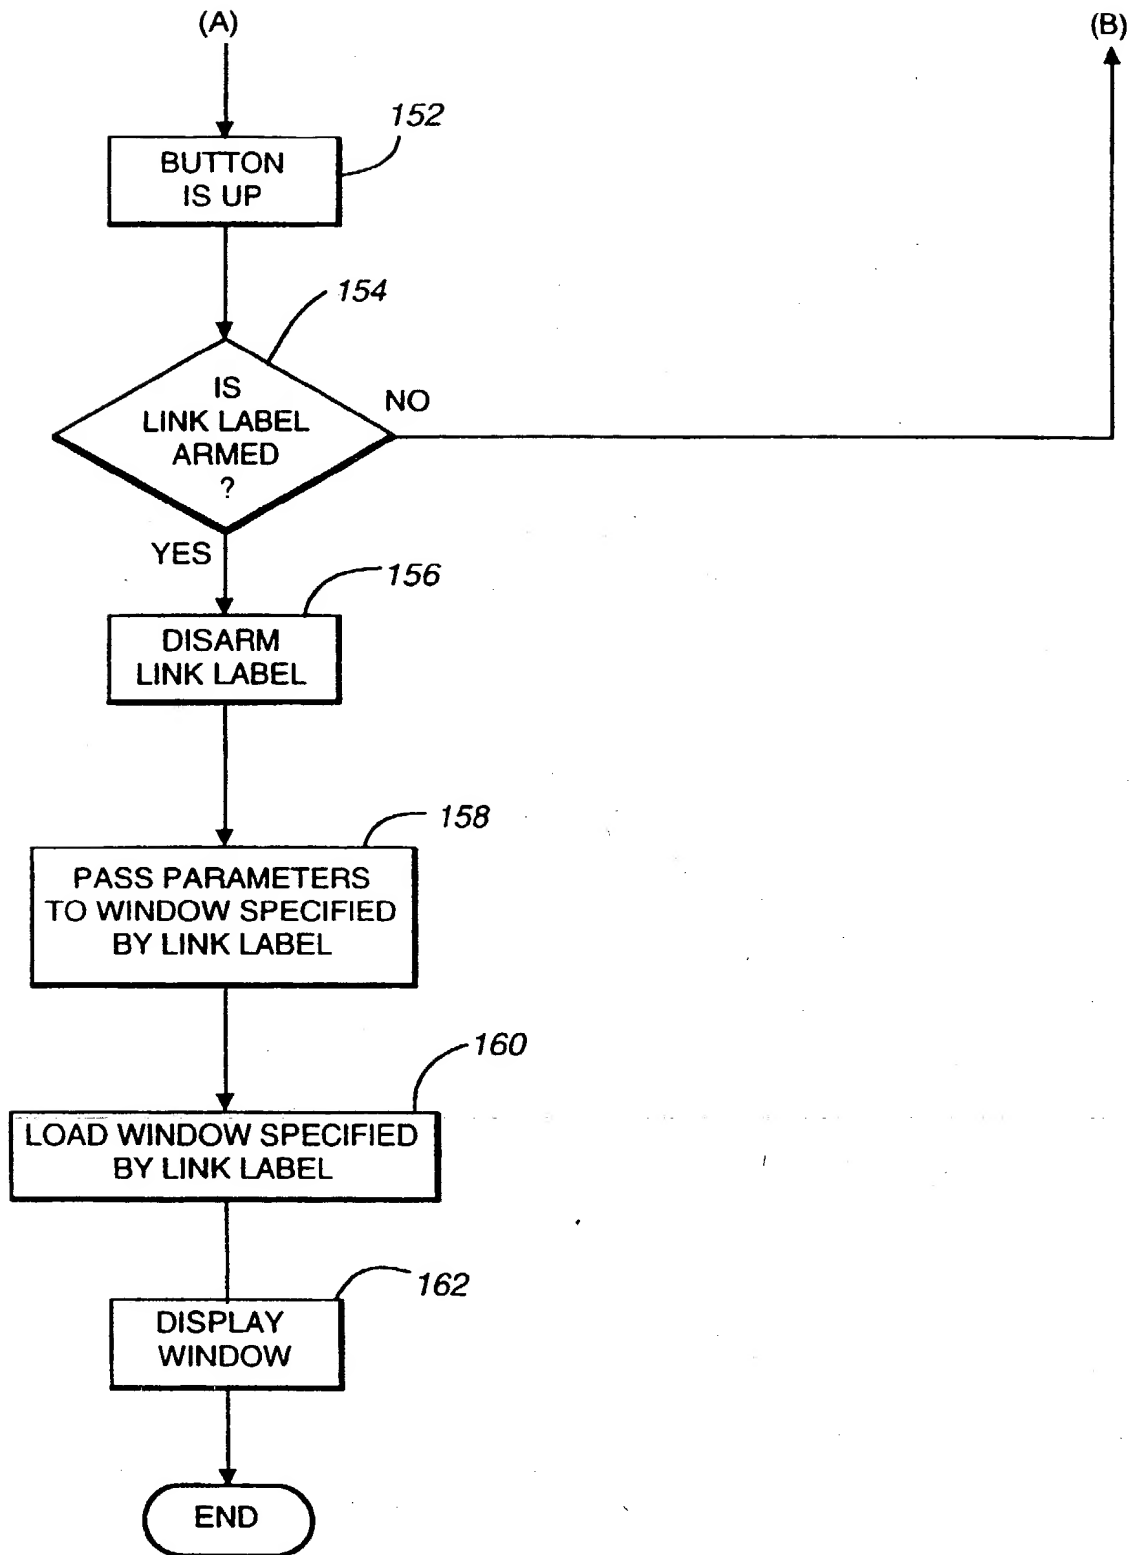 (A)
(B)
152
BUTTON
IS UP
154
IS
LINK LABEL
ARMED
?
NO
YES
156
DISARM
LINK LABEL
158
PASS PARAMETERS
TO WINDOW SPECIFIED
BY LINK LABEL
160
LOAD WINDOW SPECIFIED
BY LINK LABEL
162
DISPLAY
WINDOW
END